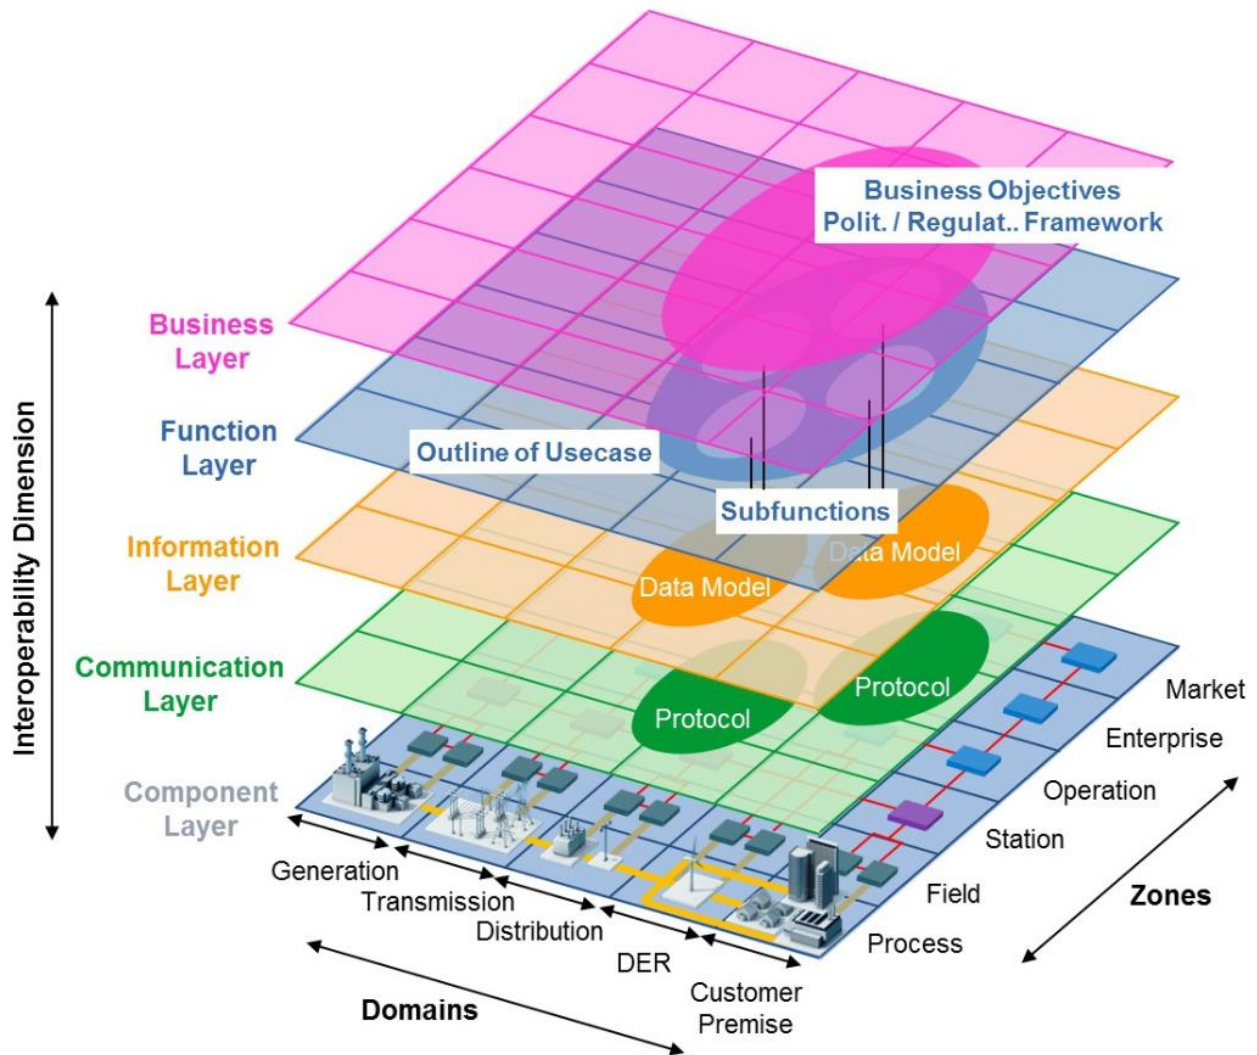 Business Objectives
Polit. / Regulat.. Framework
Business
Layer
Function
Layer
Outline of Usecase
Subfunctions
Information
Layer
Data Model
Data Model
Communication
Layer
Protocol
Protocol
Component
Layer
Interoperability Dimension
Generation
Transmission
Distribution
DER
Customer
Premise
Domains
Market
Enterprise
Operation
Station
Field
Process
Zones